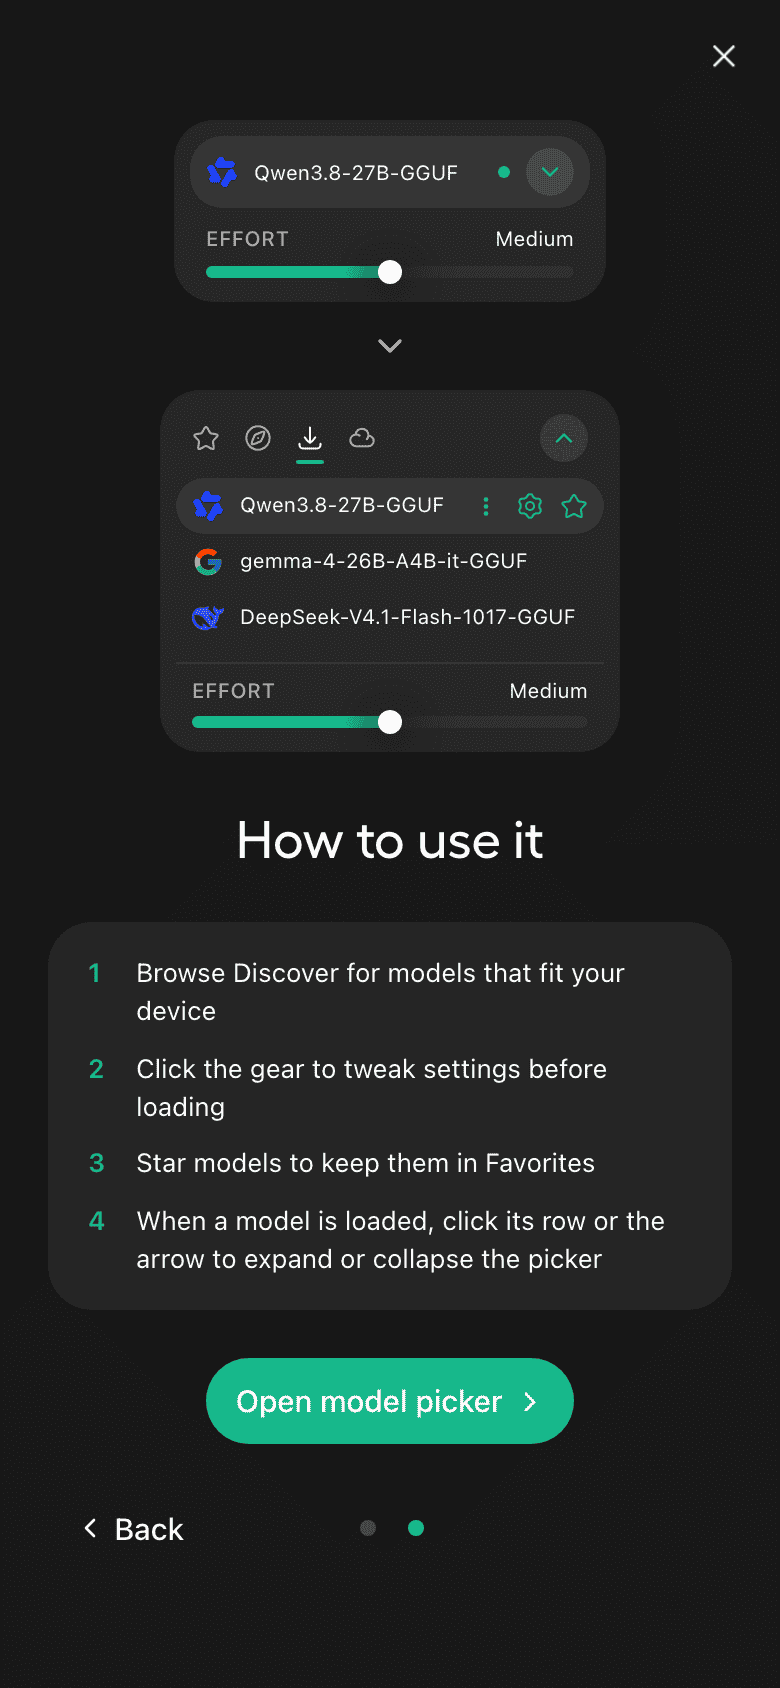 Qwen3.8-27B-GGUF
EFFORT Medium
Qwen3.8-27B-GGUF
gemma-4-26B-A4B-it-GGUF
DeepSeek-V4.1-Flash-1017-GGUF
EFFORT Medium
How to use it
1 Browse Discover for models that fit your
device
2 Click the gear to tweak settings before
loading
3 Star models to keep them in Favorites
4 When a model is loaded, click its row or the
arrow to expand or collapse the picker
Open model picker
Back